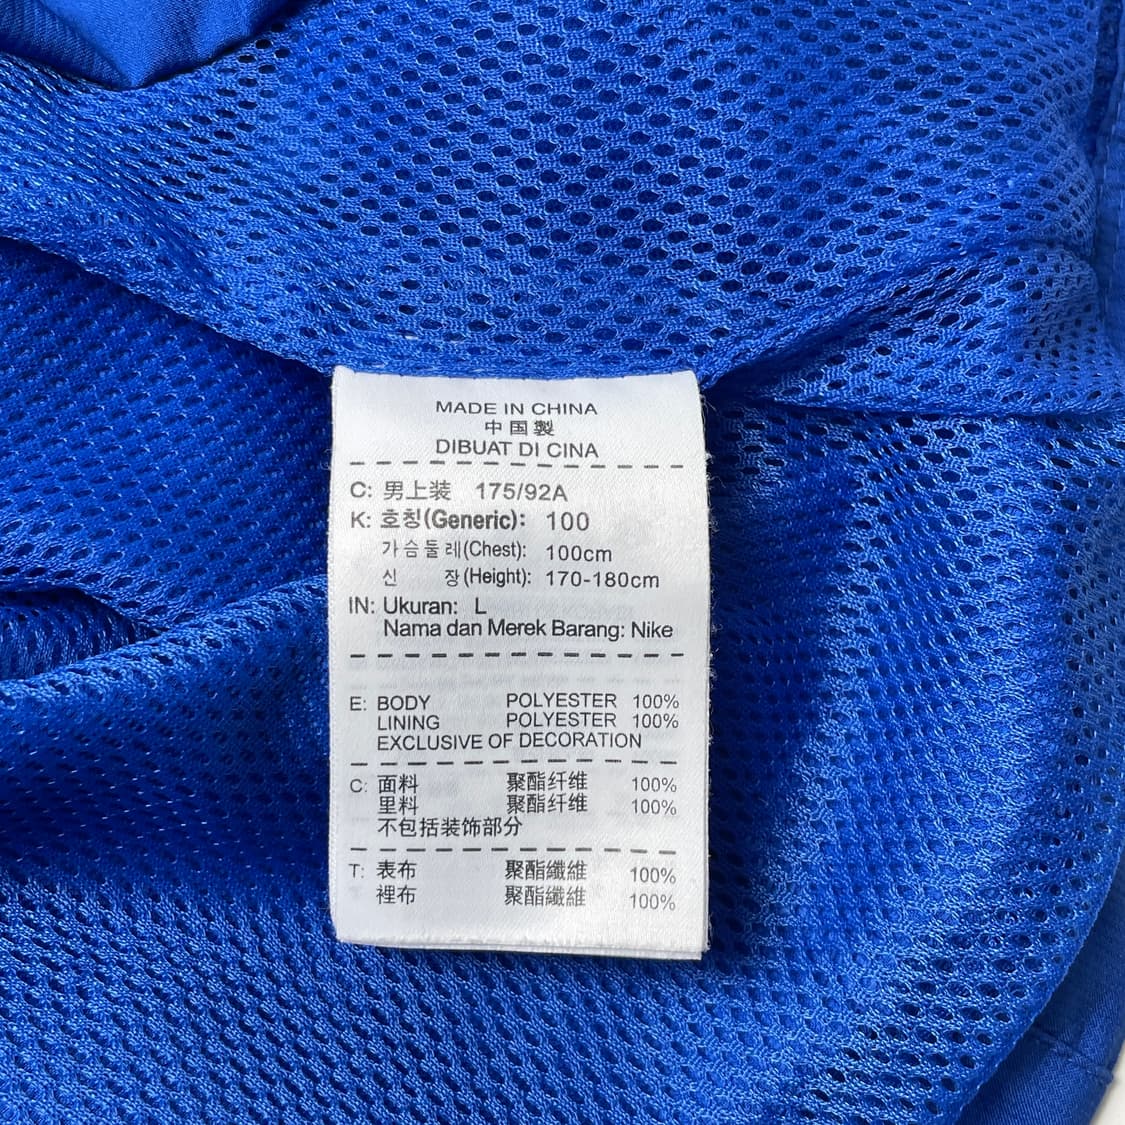 MADE IN CHINA
中国製
DIBUAT DI CINA
C: 男上装 175/92A
K: 호칭(Generic): 100
가슴둘레(Chest): 100cm
신 장(Height): 170-180cm
IN: Ukuran: L
Nama dan Merek Barang: Nike
E: BODY POLYESTER 100%
LINING POLYESTER 100%
EXCLUSIVE OF DECORATION
C: 面料 聚酯纤维 100%
里料 聚酯纤维 100%
不包括装饰部分
T: 表布 聚酯纖維 100%
裡布 聚酯纖維 100%